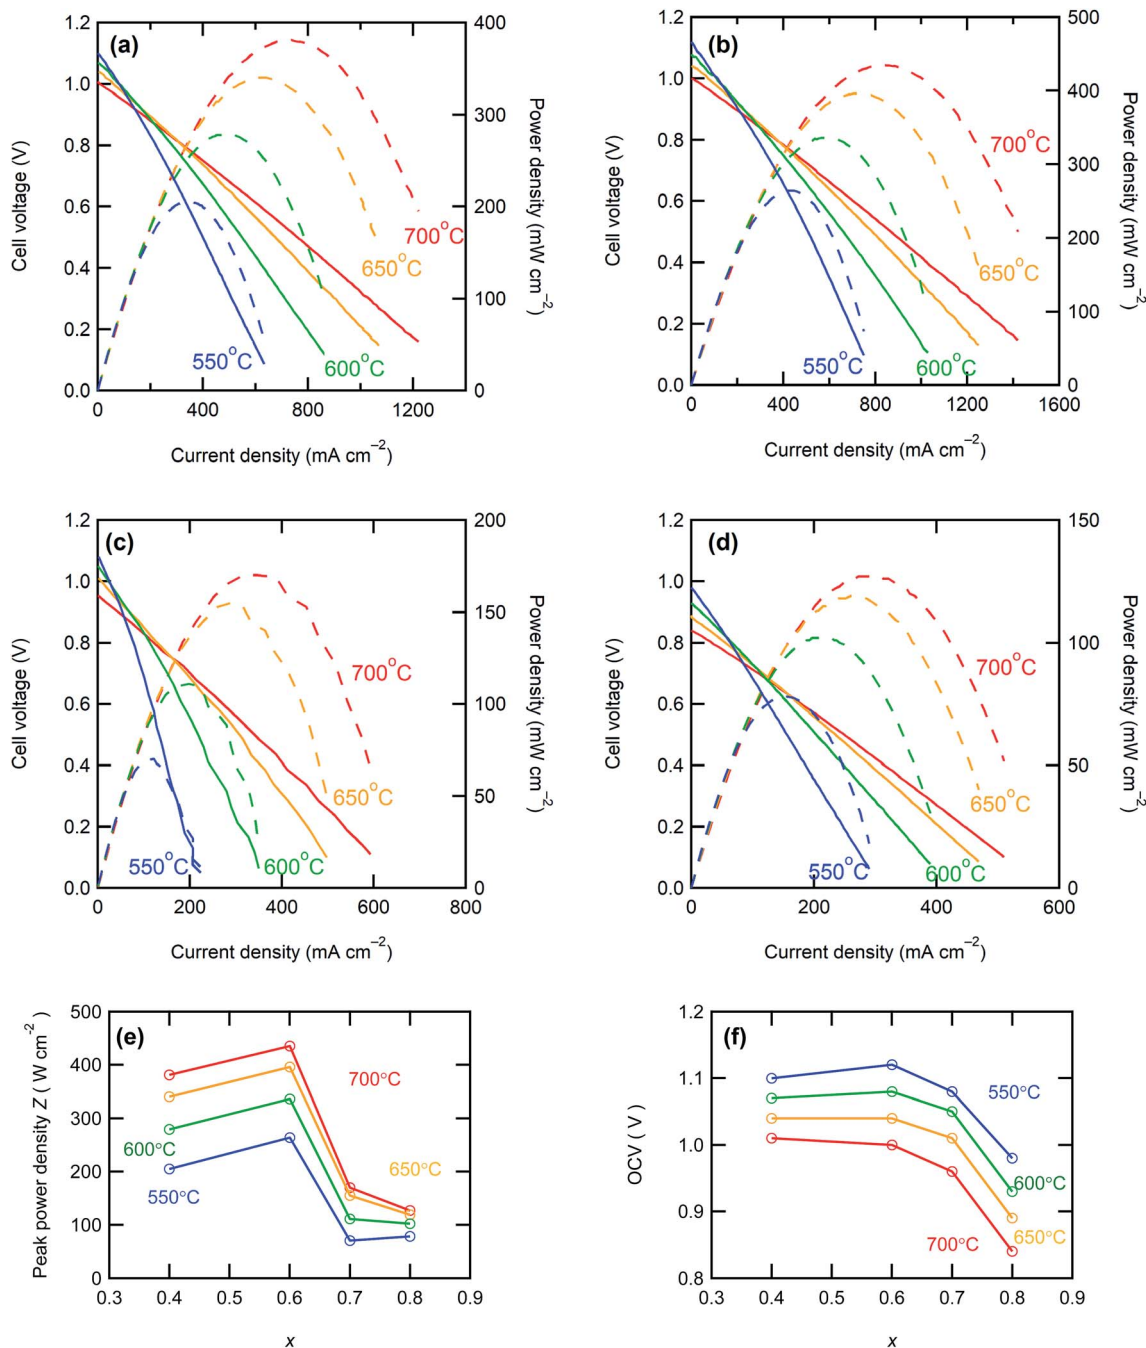 (a)
1.2
1.0
0.8
0.6
0.4
0.2
0.0
Cell voltage (V)
400
300
200
100
0
Power density (mW cm⁻²)
700°C
650°C
600°C
550°C
0 400 800 1200
Current density (mA cm⁻²)
(b)
1.2
1.0
0.8
0.6
0.4
0.2
0.0
Cell voltage (V)
500
400
300
200
100
0
Power density (mW cm⁻²)
700°C
650°C
600°C
550°C
0 400 800 1200 1600
Current density (mA cm⁻²)
(c)
1.2
1.0
0.8
0.6
0.4
0.2
0.0
Cell voltage (V)
200
150
100
50
0
Power density (mW cm⁻²)
700°C
650°C
600°C
550°C
0 200 400 600 800
Current density (mA cm⁻²)
(d)
1.2
1.0
0.8
0.6
0.4
0.2
0.0
Cell voltage (V)
150
100
50
0
Power density (mW cm⁻²)
700°C
650°C
600°C
550°C
0 200 400 600
Current density (mA cm⁻²)
(e)
500
400
300
200
100
0
Peak power density Z ( W cm⁻²)
700°C
650°C
600°C
550°C
0.3 0.4 0.5 0.6 0.7 0.8 0.9
x
(f)
1.2
1.1
1.0
0.9
0.8
OCV ( V )
550°C
600°C
650°C
700°C
0.3 0.4 0.5 0.6 0.7 0.8 0.9
x